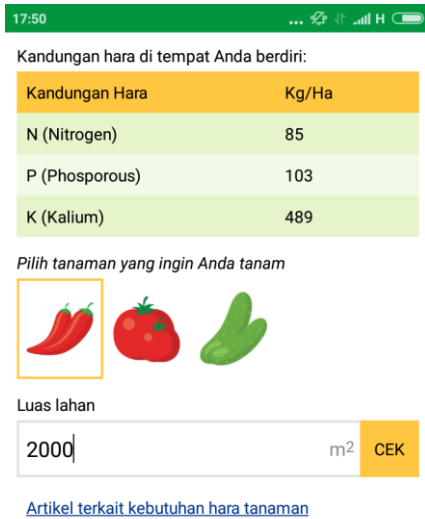 17:50 ... H
Kandungan hara di tempat Anda berdiri:
Kandungan Hara Kg/Ha
N (Nitrogen) 85
P (Phosporous) 103
K (Kalium) 489
Pilih tanaman yang ingin Anda tanam
Luas lahan
2000 m² CEK
Artikel terkait kebutuhan hara tanaman